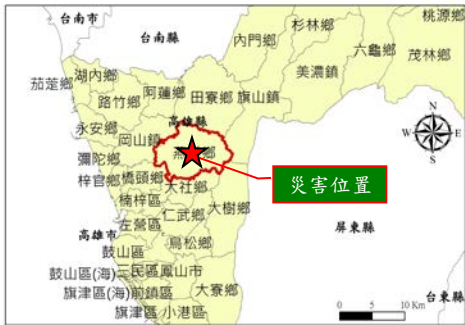 台南市
台南縣
桃源鄉
杉林鄉
內門鄉
六龜鄉
茂林鄉
美濃鎮
湖內鄉
茄萣鄉
阿蓮鄉
田寮鄉
旗山鎮
路竹鄉
高雄縣
永安鄉
岡山鎮
燕巢鄉
彌陀鄉
梓官鄉
橋頭鄉
大社鄉
災害位置
N
W
E
S
楠梓區
仁武鄉
大樹鄉
左營區
高雄市
鳥松鄉
屏東縣
鼓山區
鼓山區(海)
三民區
鳳山市
旗津區(海)
前鎮區
大寮鄉
旗津區
小港區
台東縣
0 5 10 Km